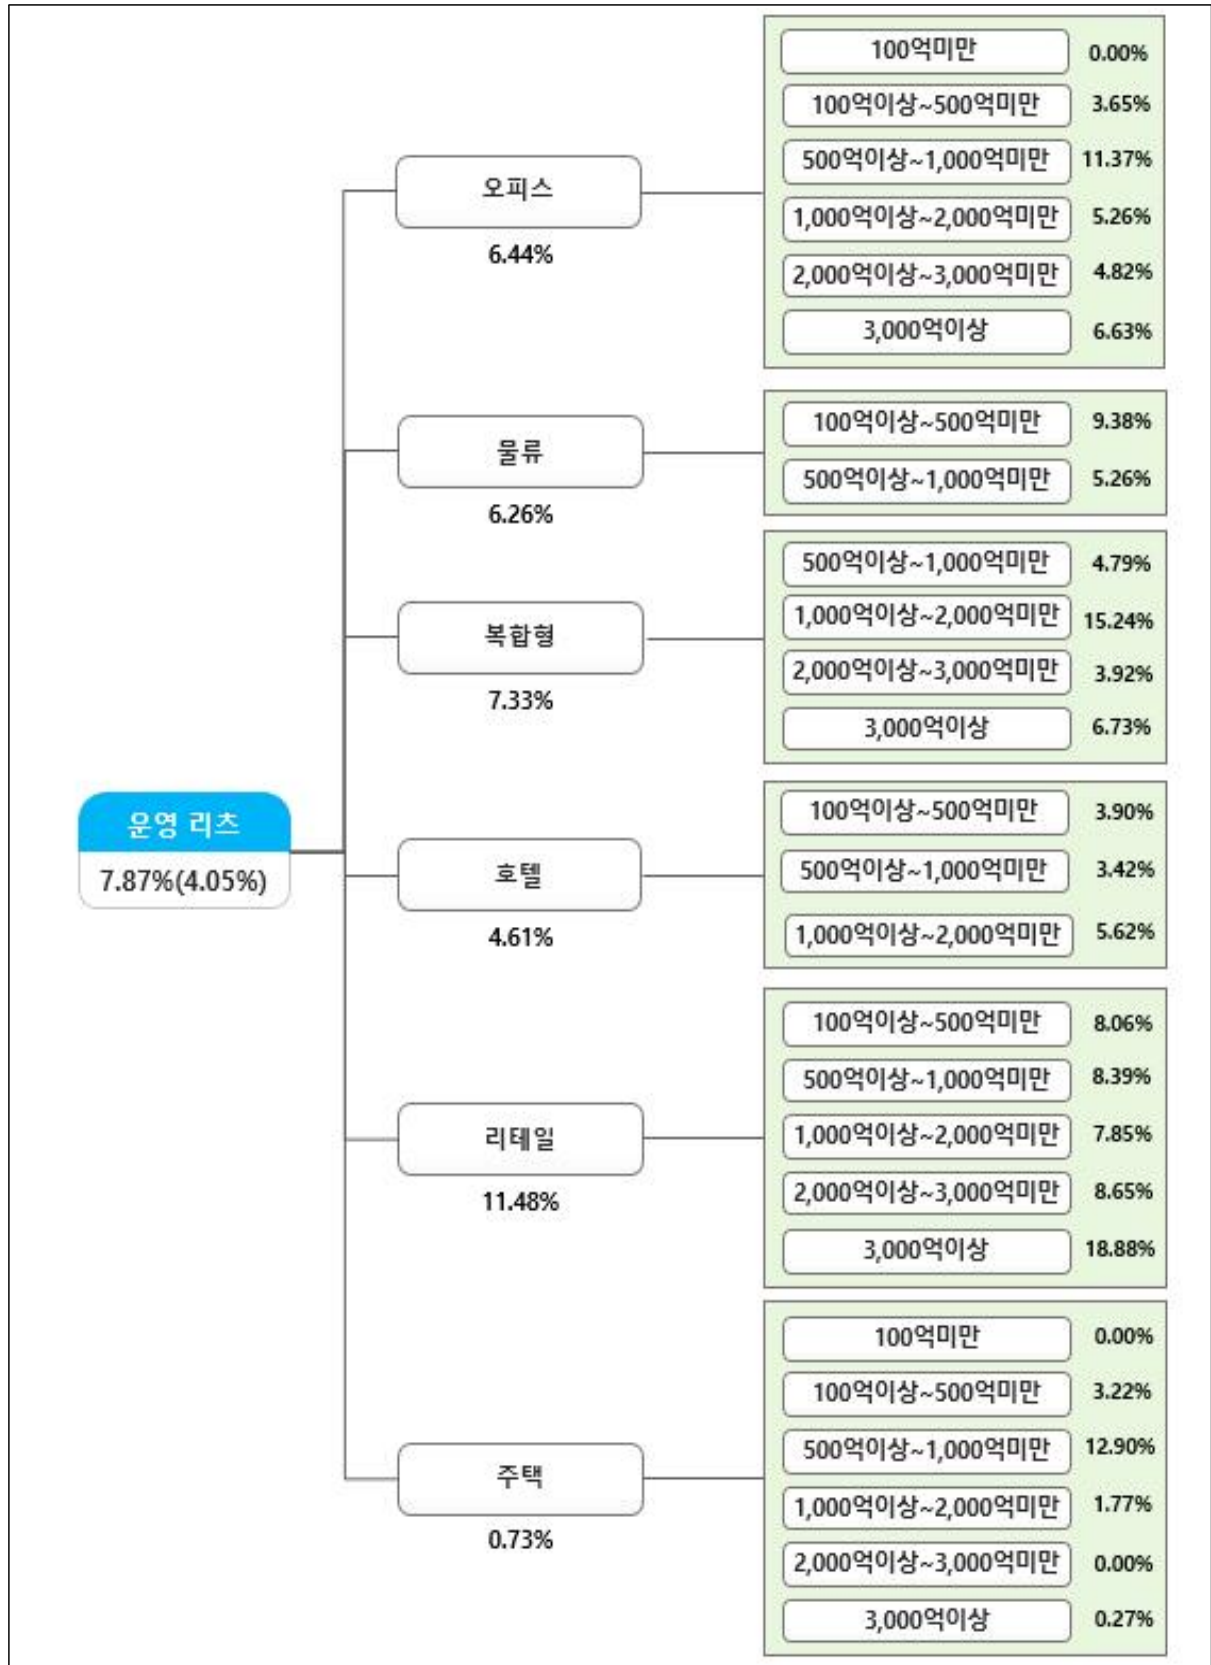 운영 리츠
7.87%(4.05%)
오피스
6.44%
100억미만 0.00%
100억이상~500억미만 3.65%
500억이상~1,000억미만 11.37%
1,000억이상~2,000억미만 5.26%
2,000억이상~3,000억미만 4.82%
3,000억이상 6.63%
물류
6.26%
100억이상~500억미만 9.38%
500억이상~1,000억미만 5.26%
복합형
7.33%
500억이상~1,000억미만 4.79%
1,000억이상~2,000억미만 15.24%
2,000억이상~3,000억미만 3.92%
3,000억이상 6.73%
호텔
4.61%
100억이상~500억미만 3.90%
500억이상~1,000억미만 3.42%
1,000억이상~2,000억미만 5.62%
리테일
11.48%
100억이상~500억미만 8.06%
500억이상~1,000억미만 8.39%
1,000억이상~2,000억미만 7.85%
2,000억이상~3,000억미만 8.65%
3,000억이상 18.88%
주택
0.73%
100억미만 0.00%
100억이상~500억미만 3.22%
500억이상~1,000억미만 12.90%
1,000억이상~2,000억미만 1.77%
2,000억이상~3,000억미만 0.00%
3,000억이상 0.27%